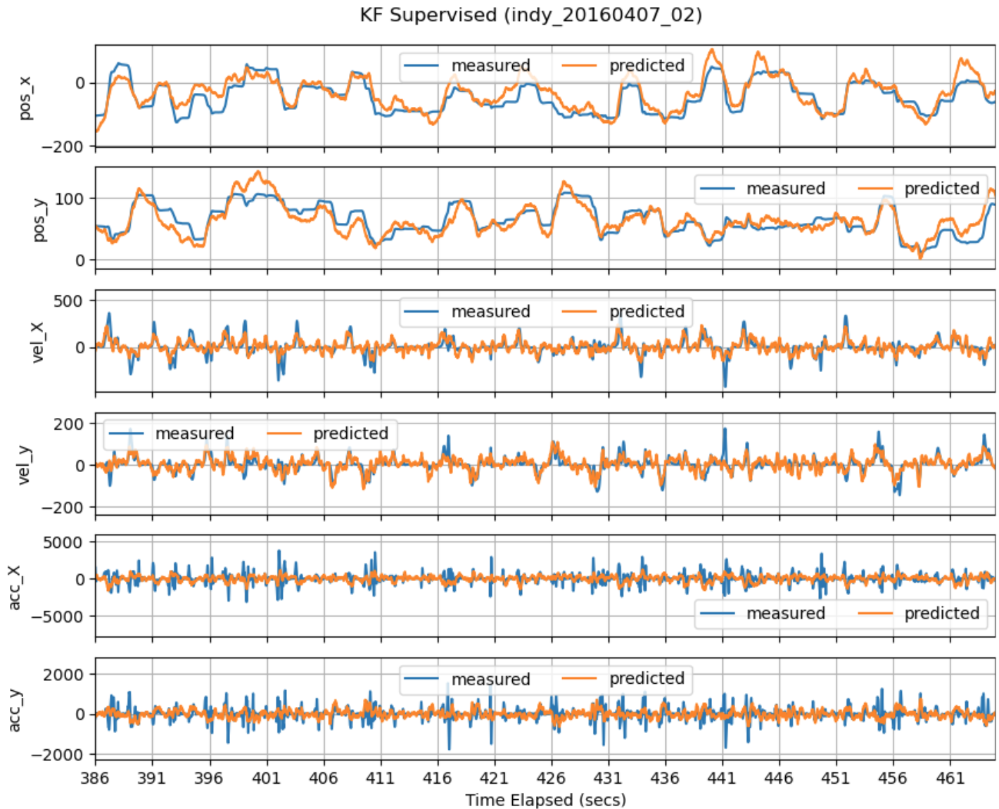 KF Supervised (indy_20160407_02)
pos_x
0
−200
measured predicted
pos_y
100
0
measured predicted
vel_X
500
0
measured predicted
vel_y
200
0
−200
measured predicted
acc_X
5000
0
−5000
measured predicted
acc_y
2000
0
−2000
measured predicted
386 391 396 401 406 411 416 421 426 431 436 441 446 451 456 461
Time Elapsed (secs)